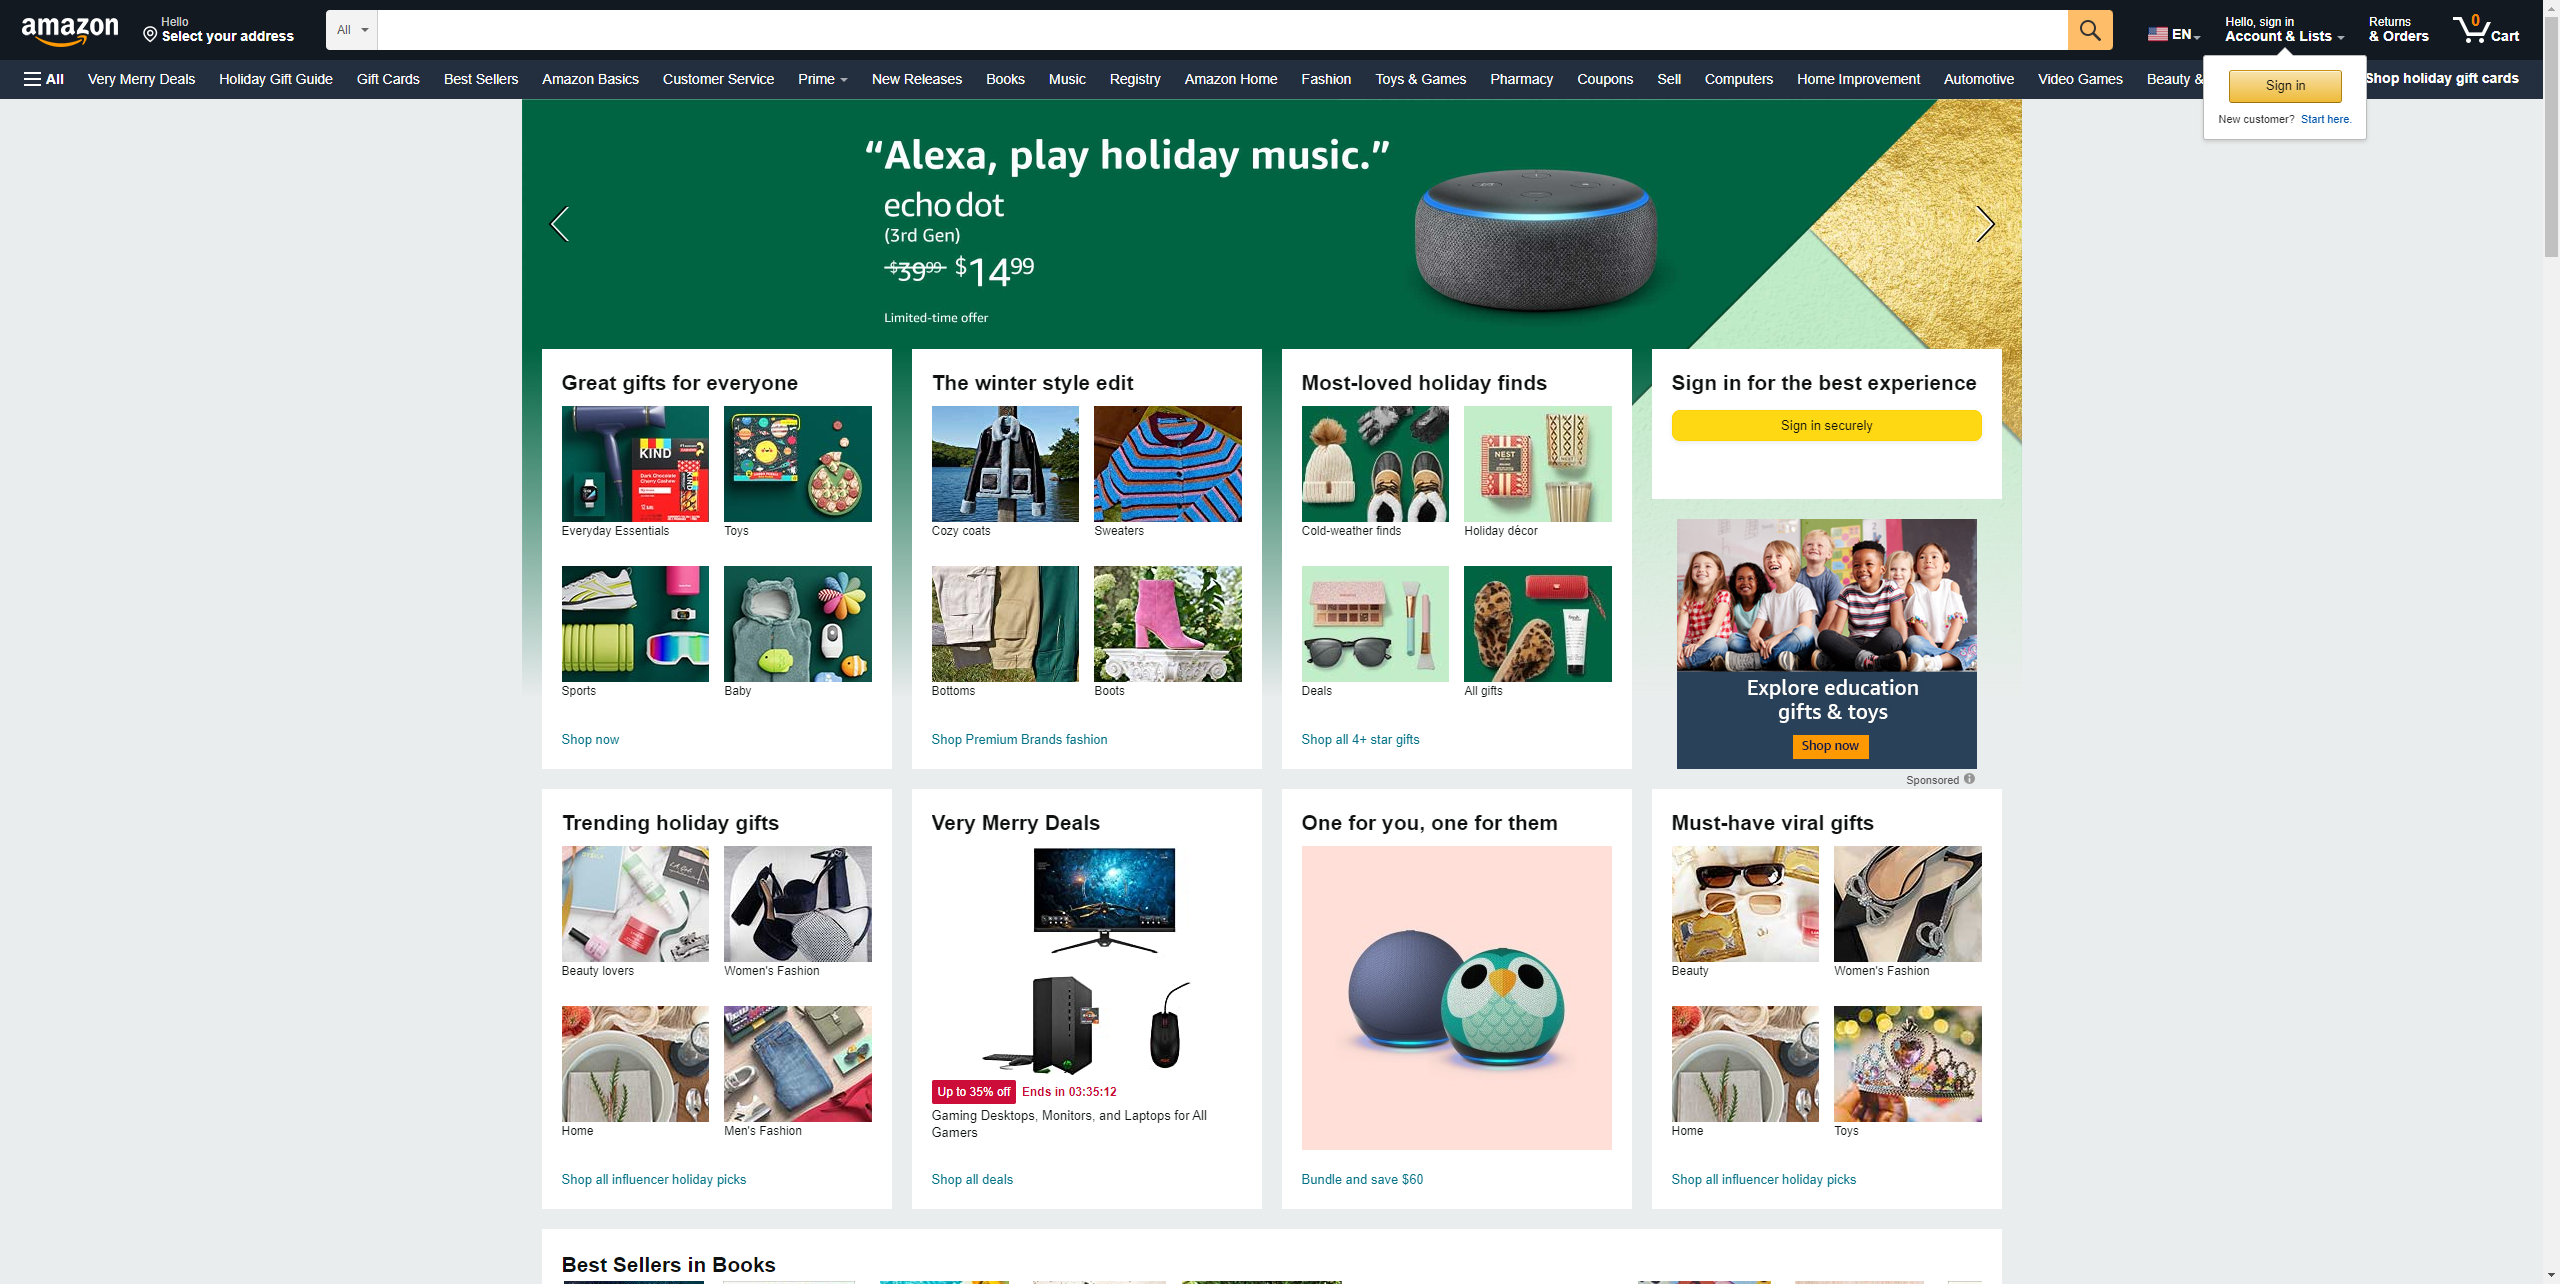 amazon
Hello
Select your address
All
EN
Hello, sign in
Account & Lists
Returns
& Orders
0
Cart
All
Very Merry Deals
Holiday Gift Guide
Gift Cards
Best Sellers
Amazon Basics
Customer Service
Prime
New Releases
Books
Music
Registry
Amazon Home
Fashion
Toys & Games
Pharmacy
Coupons
Sell
Computers
Home Improvement
Automotive
Video Games
Beauty &
Shop holiday gift cards
Sign in
New customer? Start here.
“Alexa, play holiday music.”
echo dot
(3rd Gen)
$39.99 $14.99
Limited-time offer
Great gifts for everyone
KIND
Dark Chocolate
Cherry Cashew
Everyday Essentials
Toys
Sports
Baby
Shop now
The winter style edit
Cozy coats
Sweaters
Bottoms
Boots
Shop Premium Brands fashion
Most-loved holiday finds
NEST
Cold-weather finds
Holiday décor
Deals
All gifts
Shop all 4+ star gifts
Sign in for the best experience
Sign in securely
Explore education
gifts & toys
Shop now
Sponsored
Trending holiday gifts
Beauty lovers
Women's Fashion
Home
Men's Fashion
Shop all influencer holiday picks
Very Merry Deals
Up to 35% off
Ends in 03:35:12
Gaming Desktops, Monitors, and Laptops for All
Gamers
Shop all deals
One for you, one for them
Bundle and save $60
Must-have viral gifts
Beauty
Women's Fashion
Home
Toys
Shop all influencer holiday picks
Best Sellers in Books